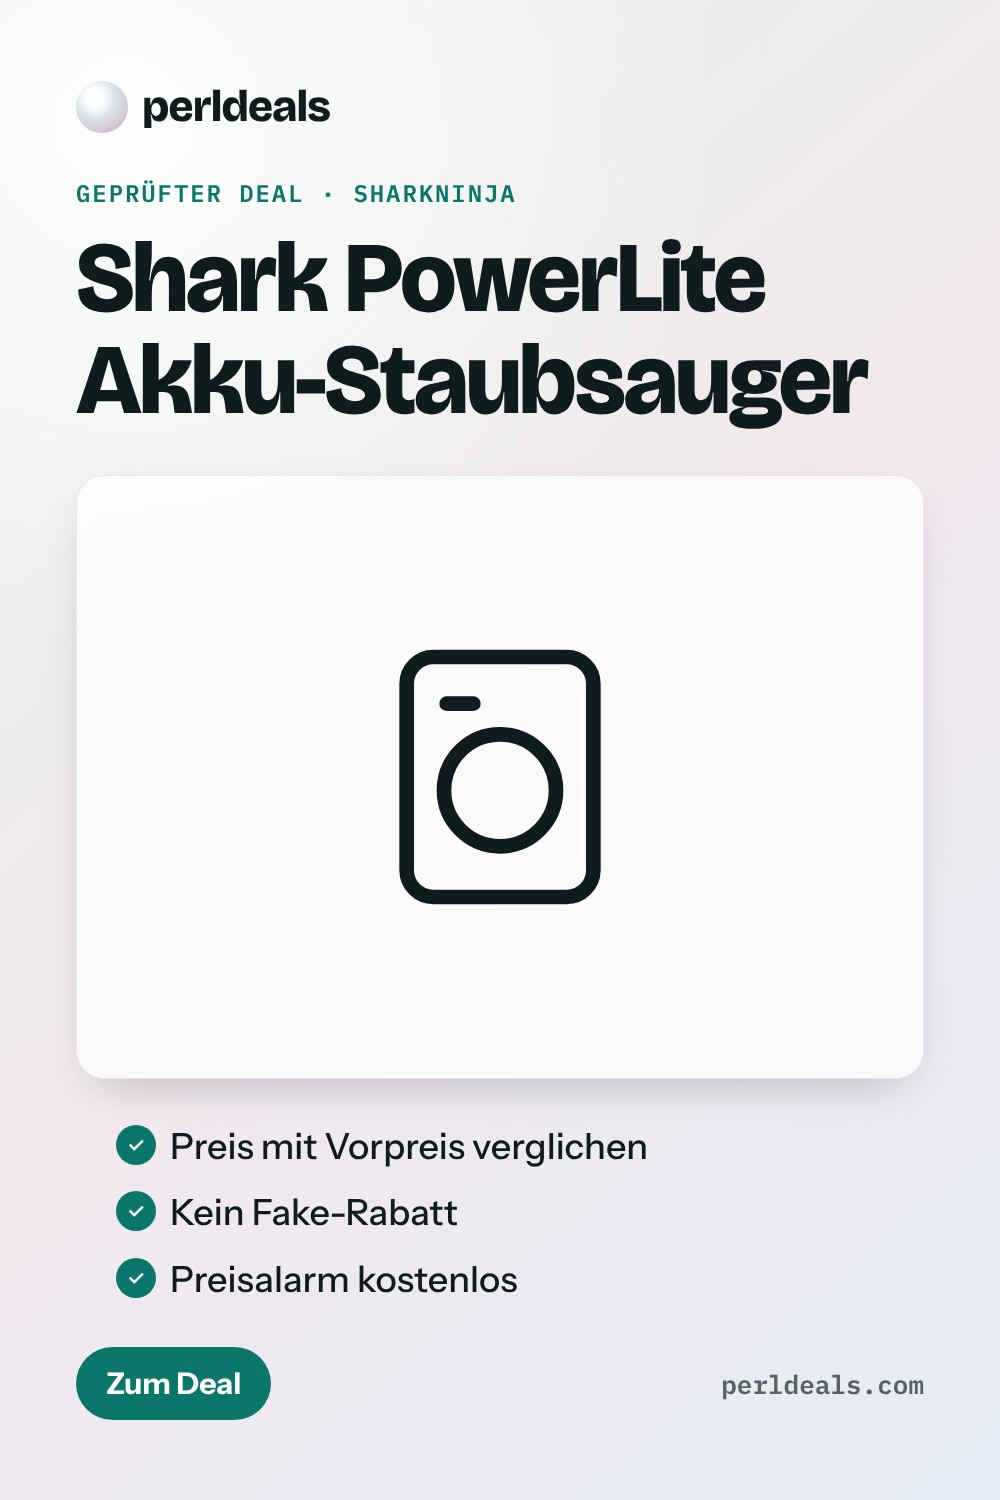 perldeals
GEPRÜFTER DEAL · SHARKNINJA
Shark PowerLite
Akku-Staubsauger
Preis mit Vorpreis verglichen
Kein Fake-Rabatt
Preisalarm kostenlos
Zum Deal
perldeals.com